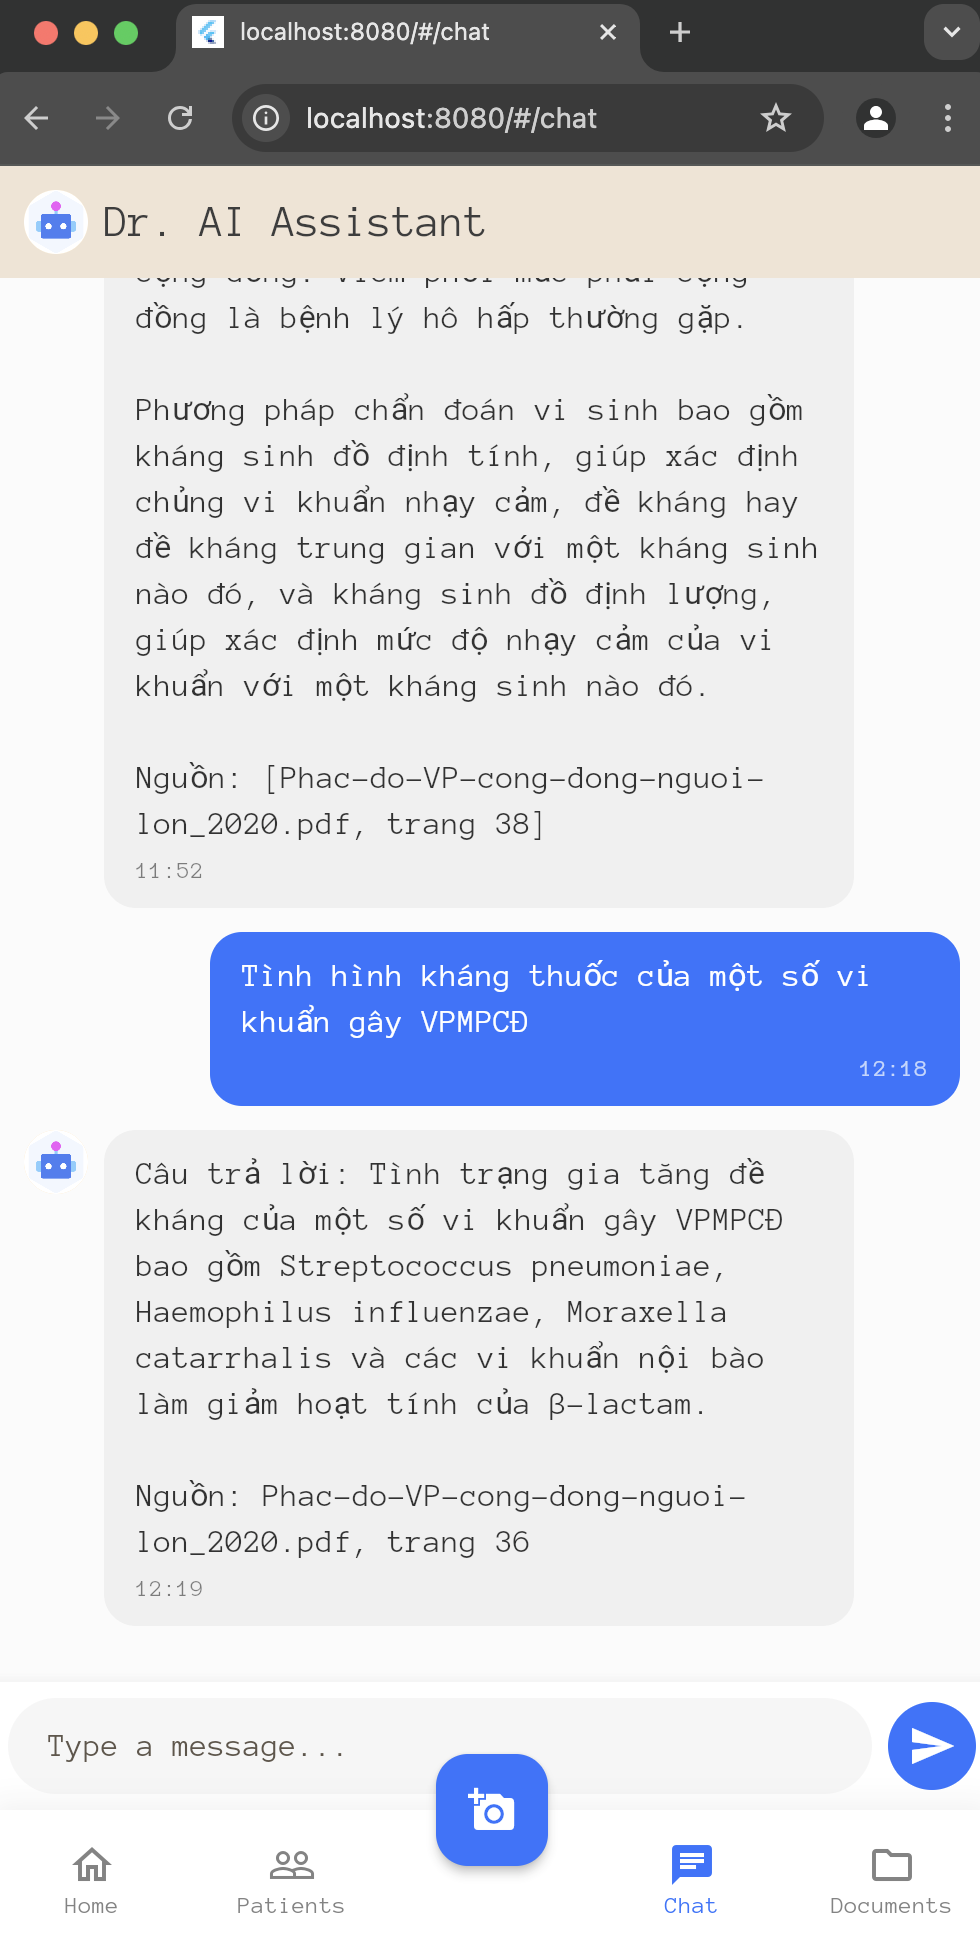 localhost:8080/#/chat
localhost:8080/#/chat
Dr. AI Assistant
đồng là bệnh lý hô hấp thường gặp.
Phương pháp chẩn đoán vi sinh bao gồm
kháng sinh đồ định tính, giúp xác định
chủng vi khuẩn nhạy cảm, đề kháng hay
đề kháng trung gian với một kháng sinh
nào đó, và kháng sinh đồ định lượng,
giúp xác định mức độ nhạy cảm của vi
khuẩn với một kháng sinh nào đó.
Nguồn: [Phac-do-VP-cong-dong-nguoi-
lon_2020.pdf, trang 38]
11:52
Tình hình kháng thuốc của một số vi
khuẩn gây VPMPCĐ
12:18
Câu trả lời: Tình trạng gia tăng đề
kháng của một số vi khuẩn gây VPMPCĐ
bao gồm Streptococcus pneumoniae,
Haemophilus influenzae, Moraxella
catarrhalis và các vi khuẩn nội bào
làm giảm hoạt tính của β-lactam.
Nguồn: Phac-do-VP-cong-dong-nguoi-
lon_2020.pdf, trang 36
12:19
Type a message...
Home
Patients
Chat
Documents